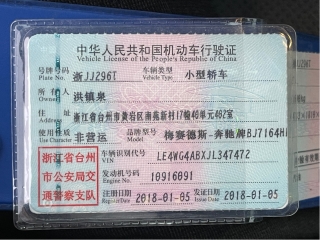 中华人民共和国机动车行驶证
Vehicle License of the People's Republic of China
号牌号码 浙JJ296T 车辆类型 小型轿车
Plate No. Vehicle Type
所有人 洪镇泉
Owner
住址 浙江省台州市黄岩区南苑新村17幢40单元402室
Address
使用性质 非营运 品牌型号 梅赛德斯-奔驰牌BJ7164H
Use Character Model
浙江省台州
市公安局交
通警察支队
车辆识别代号 LE4WG4ABXJL347472
VIN
发动机号码 10916091
Engine No.
注册日期 2018-01-05 发证日期 2018-01-05
Register Date Issue Date